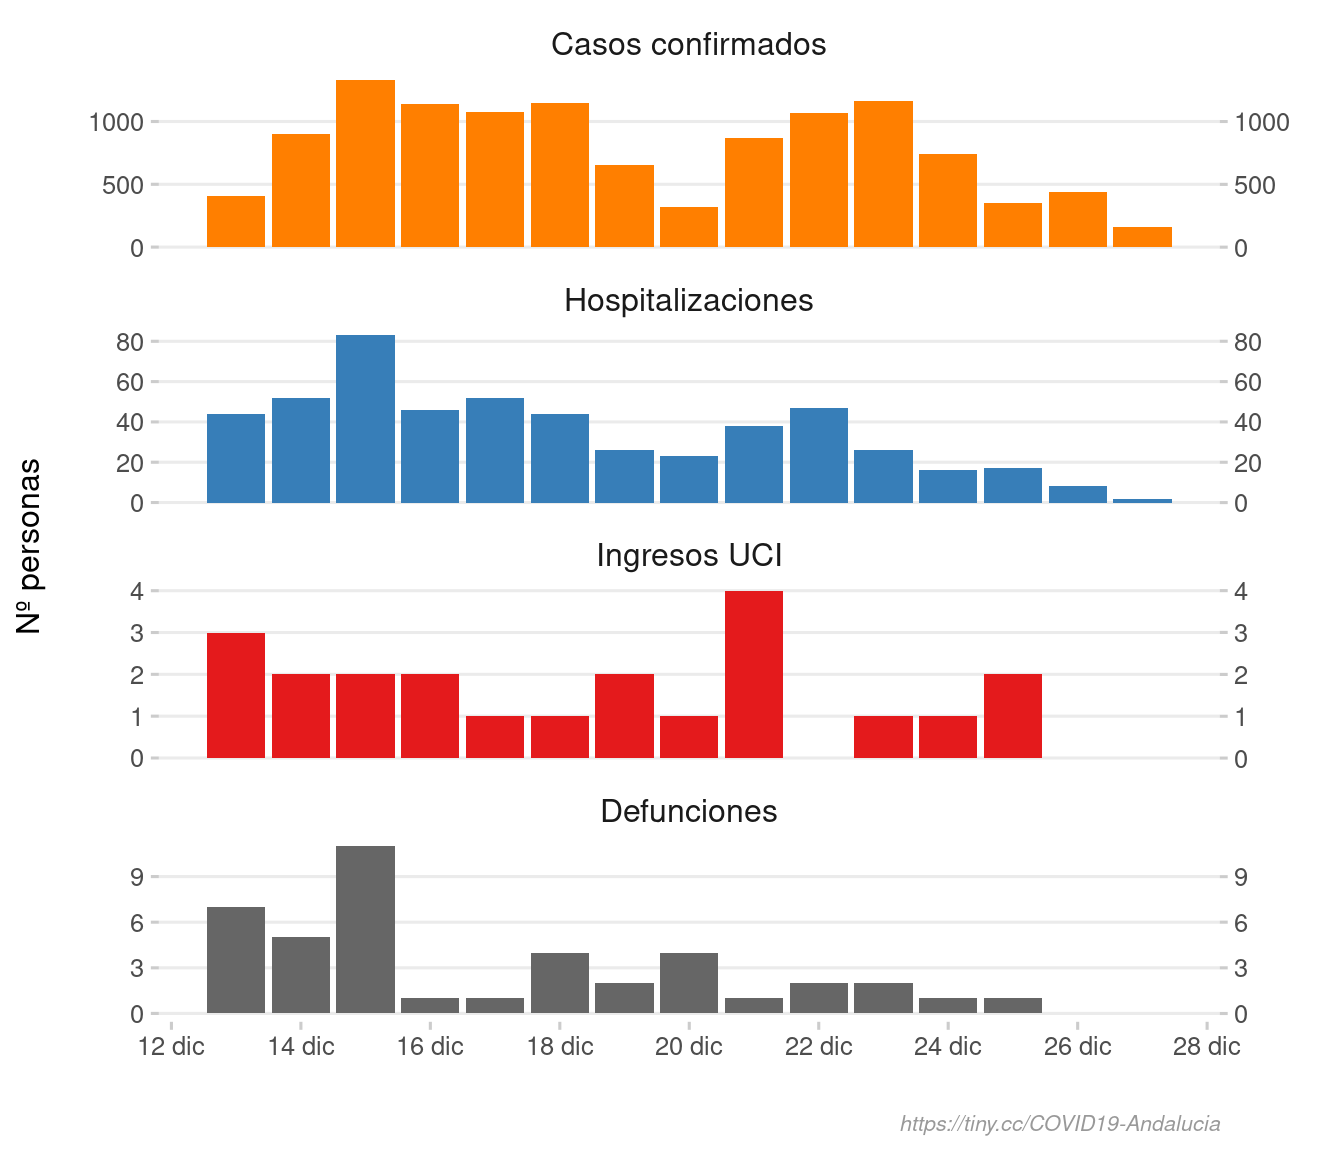 Casos confirmados
1000 1000
500 500
0 0
Hospitalizaciones
80 80
60 60
40 40
20 20
0 0
Nº personas
Ingresos UCI
4 4
3 3
2 2
1 1
0 0
Defunciones
9 9
6 6
3 3
0 0
12 dic 14 dic 16 dic 18 dic 20 dic 22 dic 24 dic 26 dic 28 dic
https://tiny.cc/COVID19-Andalucia